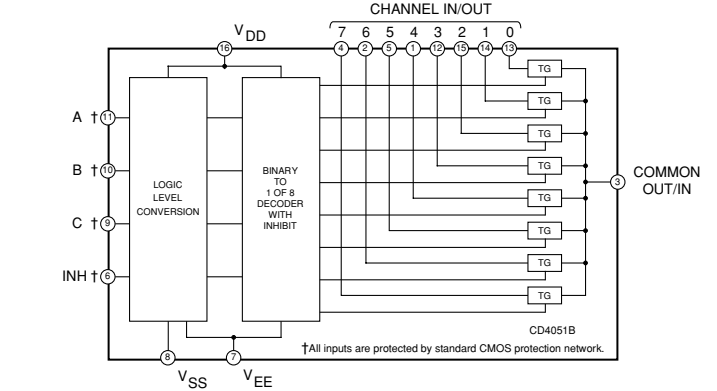 CHANNEL IN/OUT
V DD 7 6 5 4 3 2 1 0
16 4 2 5 1 12 15 14 13
TG
TG
TG
TG
TG
TG
TG
TG
A † 11
B † 10
C † 9
INH † 6
LOGIC
LEVEL
CONVERSION
BINARY
TO
1 OF 8
DECODER
WITH
INHIBIT
3 COMMON
OUT/IN
CD4051B
†All inputs are protected by standard CMOS protection network.
8 7
VSS VEE